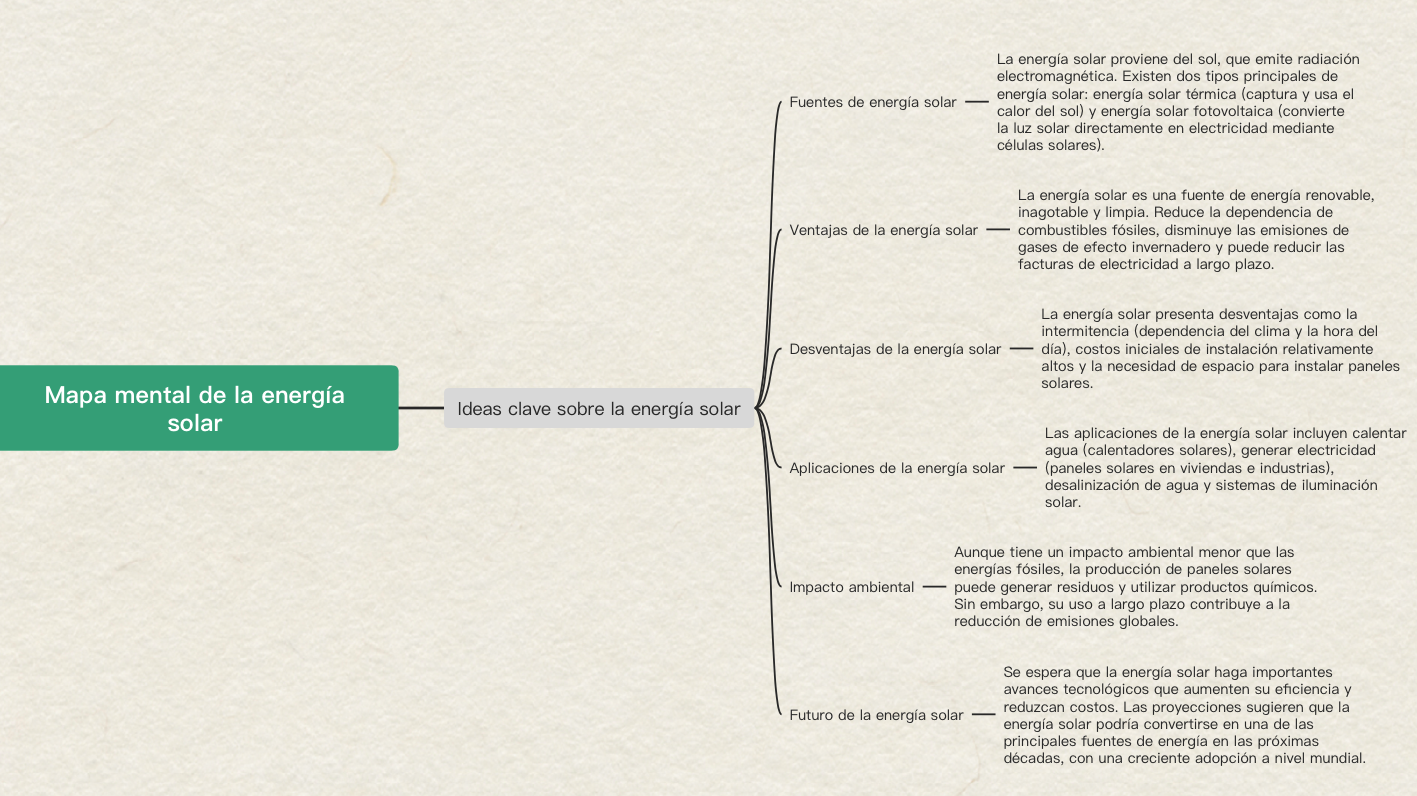 Mapa mental de la energía
solar
Ideas clave sobre la energía solar
Fuentes de energía solar
La energía solar proviene del sol, que emite radiación
electromagnética. Existen dos tipos principales de
energía solar: energía solar térmica (captura y usa el
calor del sol) y energía solar fotovoltaica (convierte
la luz solar directamente en electricidad mediante
células solares).
Ventajas de la energía solar
La energía solar es una fuente de energía renovable,
inagotable y limpia. Reduce la dependencia de
combustibles fósiles, disminuye las emisiones de
gases de efecto invernadero y puede reducir las
facturas de electricidad a largo plazo.
Desventajas de la energía solar
La energía solar presenta desventajas como la
intermitencia (dependencia del clima y la hora del
día), costos iniciales de instalación relativamente
altos y la necesidad de espacio para instalar paneles
solares.
Aplicaciones de la energía solar
Las aplicaciones de la energía solar incluyen calentar
agua (calentadores solares), generar electricidad
(paneles solares en viviendas e industrias),
desalinización de agua y sistemas de iluminación
solar.
Impacto ambiental
Aunque tiene un impacto ambiental menor que las
energías fósiles, la producción de paneles solares
puede generar residuos y utilizar productos químicos.
Sin embargo, su uso a largo plazo contribuye a la
reducción de emisiones globales.
Futuro de la energía solar
Se espera que la energía solar haga importantes
avances tecnológicos que aumenten su eficiencia y
reduzcan costos. Las proyecciones sugieren que la
energía solar podría convertirse en una de las
principales fuentes de energía en las próximas
décadas, con una creciente adopción a nivel mundial.